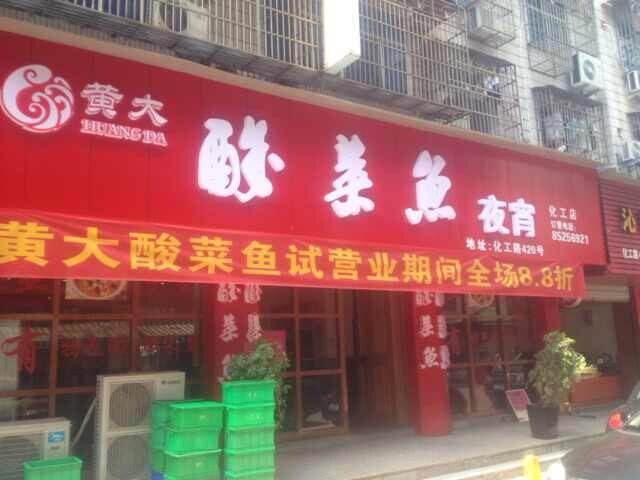 黄大
HUANG DA
酸菜鱼
夜宵
化工店
订餐电话:
85256921
地址:化工路420号
黄大酸菜鱼试营业期间全场8.8折
沁
酸菜鱼
酸菜鱼
有